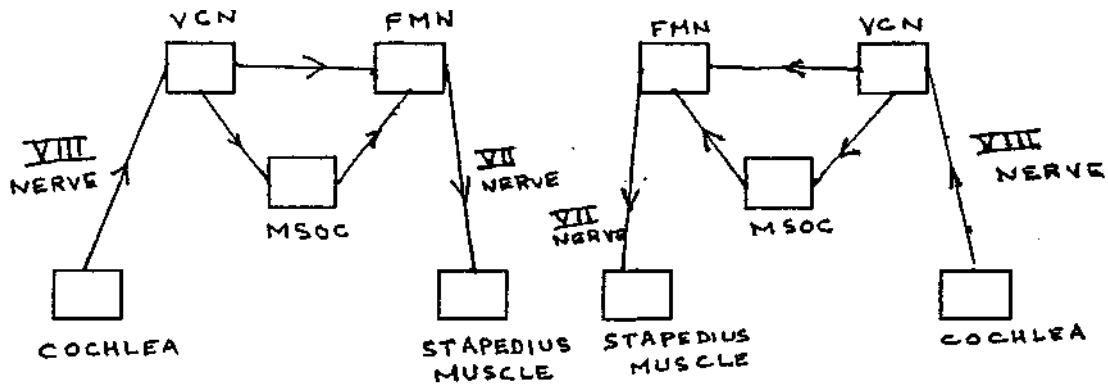 VCN
FMN
FMN
VCN
VIII
NERVE
VII
NERVE
MSOC
VII
NERVE
MSOC
VIII
NERVE
COCHLEA
STAPEDIUS
MUSCLE
STAPEDIUS
MUSCLE
COCHLEA